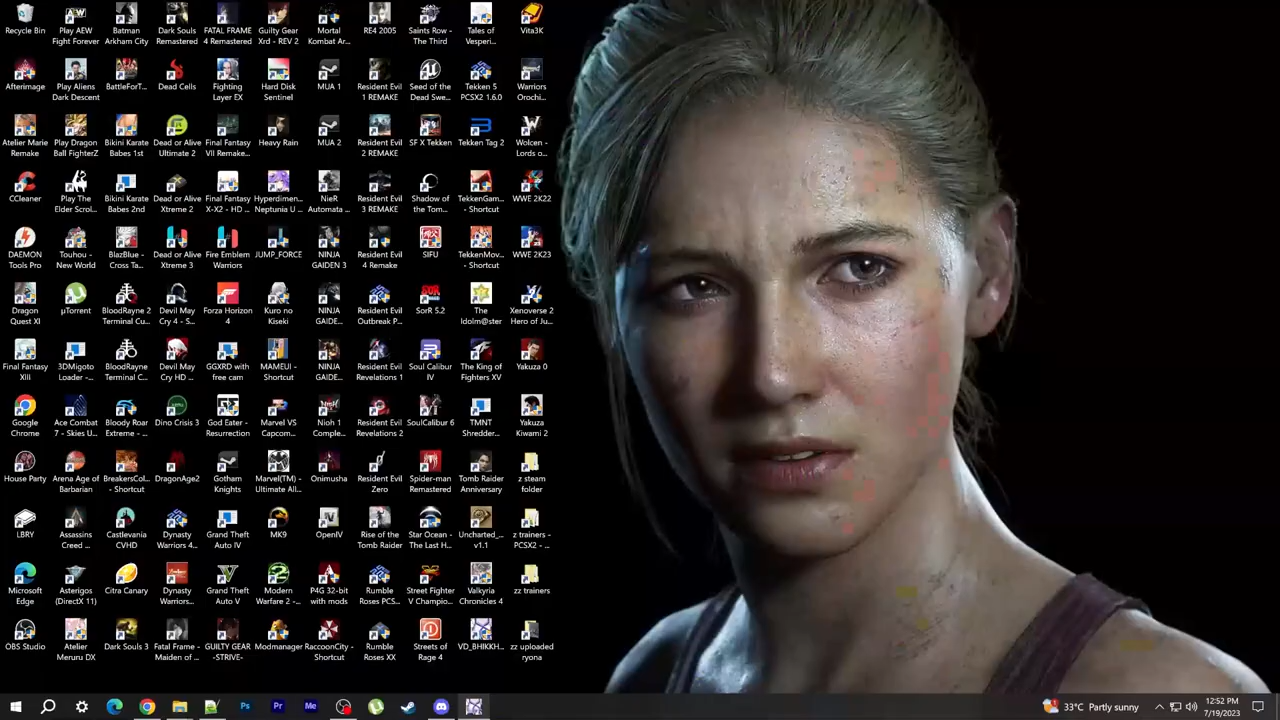 Recycle Bin
Play AEW
Fight Forever
Batman
Arkham City
Dark Souls
Remastered
FATAL FRAME
4 Remastered
Guilty Gear
Xrd - REV 2
Mortal
Kombat Ar...
RE4 2005
Saints Row -
The Third
Tales of
Vesperi...
Vita3K
Afterimage
Play Aliens
Dark Descent
BattleForT...
Dead Cells
Fighting
Layer EX
Hard Disk
Sentinel
MUA 1
Resident Evil
1 REMAKE
Seed of the
Dead Swe...
Tekken 5
PCSX2 1.6.0
Warriors
Orochi...
Atelier Marie
Remake
Play Dragon
Ball FighterZ
Bikini Karate
Babes 1st
Dead or Alive
Ultimate 2
Final Fantasy
VII Remake...
Heavy Rain
MUA 2
Resident Evil
2 REMAKE
SF X Tekken
Tekken Tag 2
Wolcen -
Lords o...
CCleaner
Play The
Elder Scrol...
Bikini Karate
Babes 2nd
Dead or Alive
Xtreme 2
Final Fantasy
X-X2 - HD ...
Hyperdimen...
Neptunia U ...
NieR
Automata ...
Resident Evil
3 REMAKE
Shadow of
the Tom...
TekkenGam...
- Shortcut
WWE 2K22
DAEMON
Tools Pro
Touhou -
New World
BlazBlue -
Cross Ta...
Dead or Alive
Xtreme 3
Fire Emblem
Warriors
JUMP_FORCE
NINJA
GAIDEN 3
Resident Evil
4 Remake
SIFU
TekkenMov...
- Shortcut
WWE 2K23
Dragon
Quest XI
µTorrent
BloodRayne 2
Terminal Cu...
Devil May
Cry 4 - S...
Forza Horizon
4
Kuro no
Kiseki
NINJA
GAIDE...
Resident Evil
Outbreak P...
SorR 5.2
The
Idolm@ster
Xenoverse 2
Hero of Ju...
Final Fantasy
XIII
3DMigoto
Loader -...
BloodRayne
Terminal C...
Devil May
Cry HD ...
GGXRD with
free cam
MAMEUI -
Shortcut
NINJA
GAIDE...
Resident Evil
Revelations 1
Soul Calibur
IV
The King of
Fighters XV
Yakuza 0
Google
Chrome
Ace Combat
7 - Skies U...
Bloody Roar
Extreme - ...
Dino Crisis 3
God Eater -
Resurrection
Marvel VS
Capcom...
Nioh 1
Comple...
Resident Evil
Revelations 2
SoulCalibur 6
TMNT
Shredder...
Yakuza
Kiwami 2
House Party
Arena Age of
Barbarian
BreakersCol...
- Shortcut
DragonAge2
Gotham
Knights
Marvel(TM) -
Ultimate All...
Onimusha
Resident Evil
Zero
Spider-man
Remastered
Tomb Raider
Anniversary
z steam
folder
LBRY
Assassins
Creed ...
Castlevania
CVHD
Dynasty
Warriors 4...
Grand Theft
Auto IV
MK9
OpenIV
Rise of the
Tomb Raider
Star Ocean -
The Last H...
Uncharted_...
v1.1
z trainers -
PCSX2 - ...
Microsoft
Edge
Asterigos
(DirectX 11)
Citra Canary
Dynasty
Warriors...
Grand Theft
Auto V
Modern
Warfare 2 -...
P4G 32-bit
with mods
Rumble
Roses PCS...
Street Fighter
V Champio...
Valkyria
Chronicles 4
zz trainers
OBS Studio
Atelier
Meruru DX
Dark Souls 3
Fatal Frame -
Maiden of ...
GUILTY GEAR
-STRIVE-
Modmanager
RaccoonCity -
Shortcut
Rumble
Roses XX
Streets of
Rage 4
VD_BHIKKH...
zz uploaded
ryona
33°C Partly sunny
12:52 PM
7/19/2023